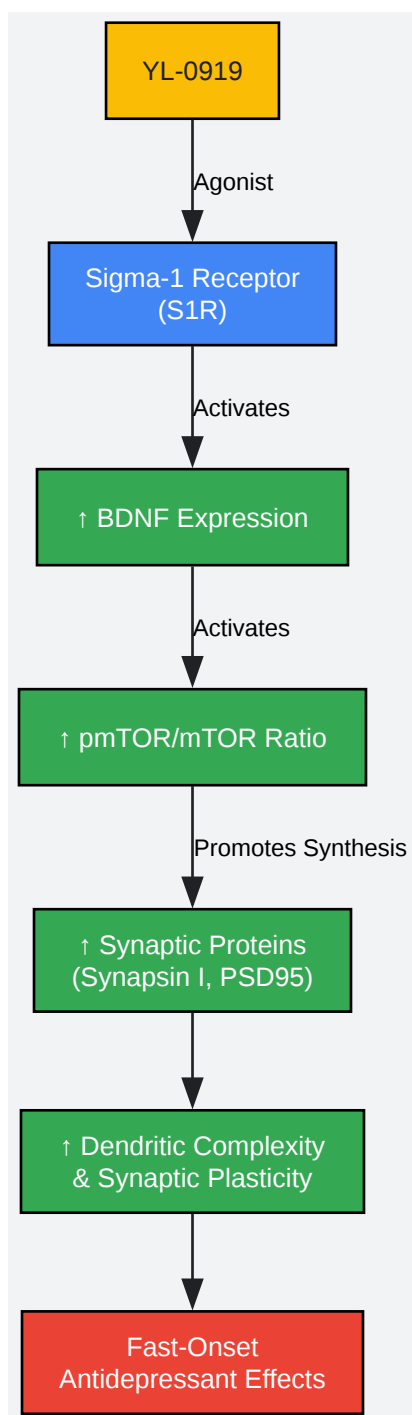 YL-0919
Agonist
Sigma-1 Receptor
(S1R)
Activates
↑ BDNF Expression
Activates
↑ pmTOR/mTOR Ratio
Promotes Synthesis
↑ Synaptic Proteins
(Synapsin I, PSD95)
↑ Dendritic Complexity
& Synaptic Plasticity
Fast-Onset
Antidepressant Effects